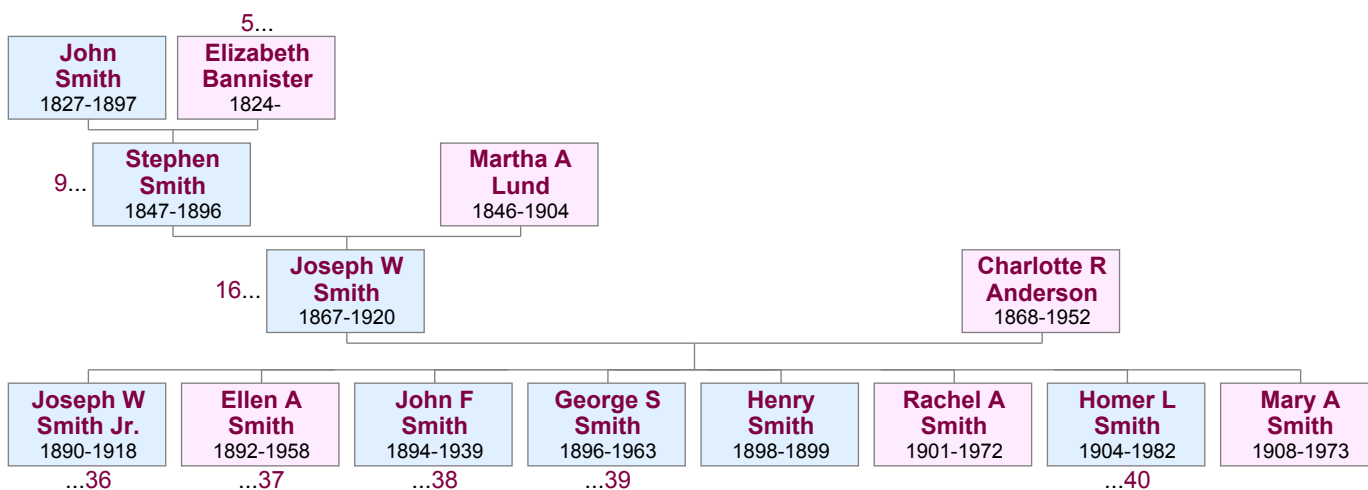 5...
John
Smith
1827-1897
Elizabeth
Bannister
1824-
9...
Stephen
Smith
1847-1896
Martha A
Lund
1846-1904
16...
Joseph W
Smith
1867-1920
Charlotte R
Anderson
1868-1952
Joseph W
Smith Jr.
1890-1918
...36
Ellen A
Smith
1892-1958
...37
John F
Smith
1894-1939
...38
George S
Smith
1896-1963
...39
Henry
Smith
1898-1899
Rachel A
Smith
1901-1972
Homer L
Smith
1904-1982
...40
Mary A
Smith
1908-1973